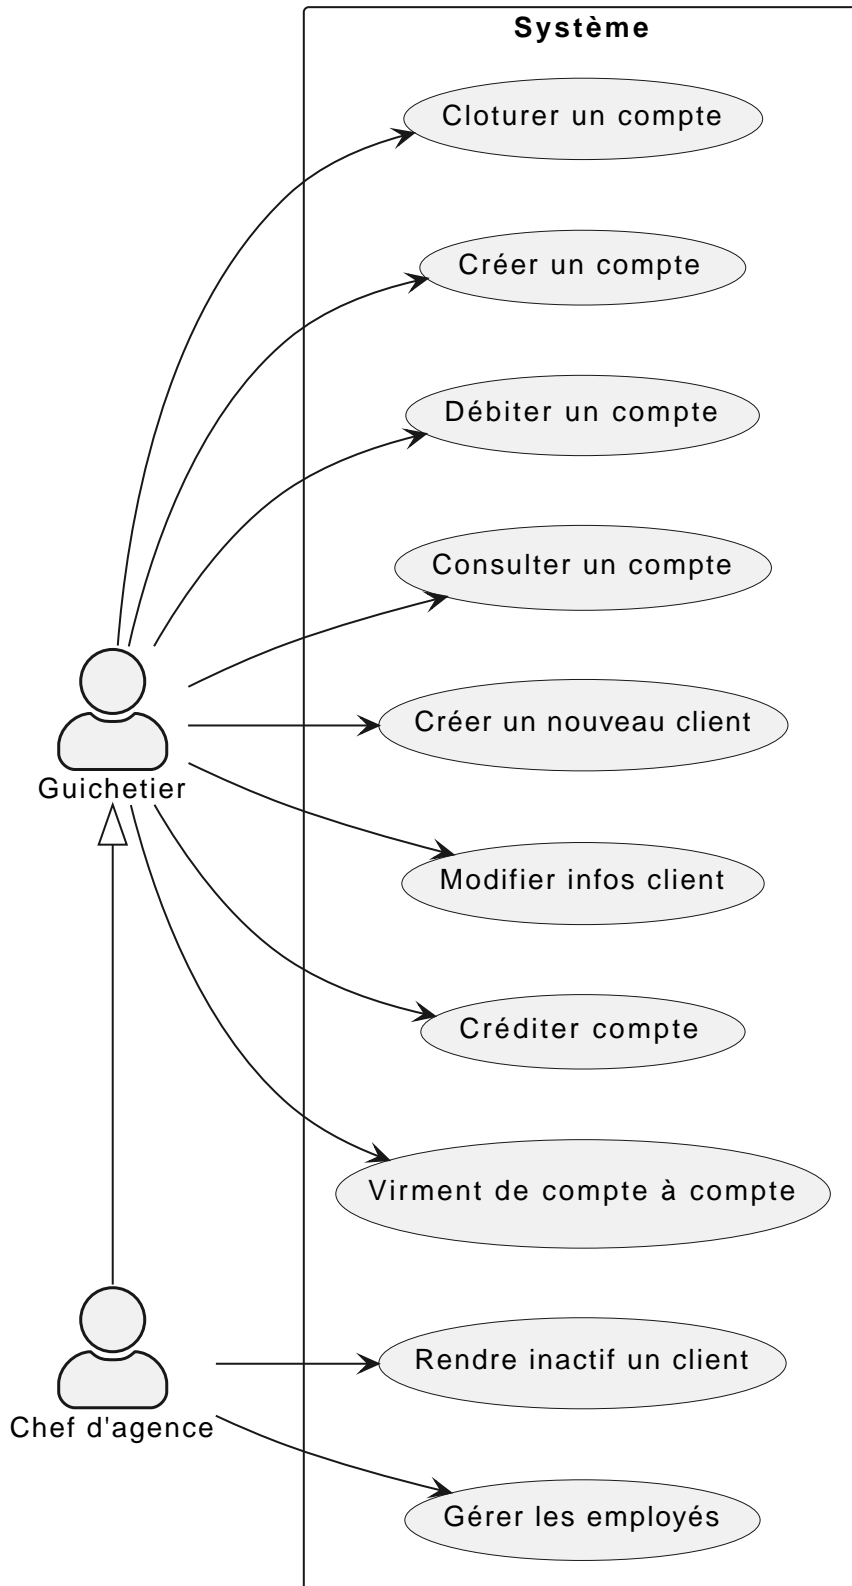 Système
Cloturer un compte
Créer un compte
Débiter un compte
Consulter un compte
Créer un nouveau client
Guichetier
Modifier infos client
Créditer compte
Virment de compte à compte
Rendre inactif un client
Chef d'agence
Gérer les employés